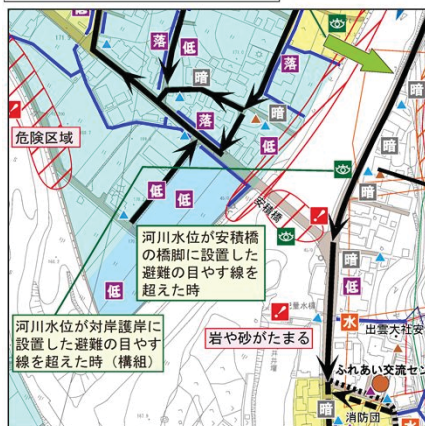 落
低
落
暗
低
暗
暗
危険区域
落
低
暗
低
低
安積橋
暗
河川水位が安積橋
の橋脚に設置した
避難の目やす線を
超えた時
低
暗
低
河川水位が対岸護岸に
設置した避難の目やす
線を超えた時（構組）
岩や砂がたまる
水
出雲大社安
ふれあい交流セン
暗
消防団
水